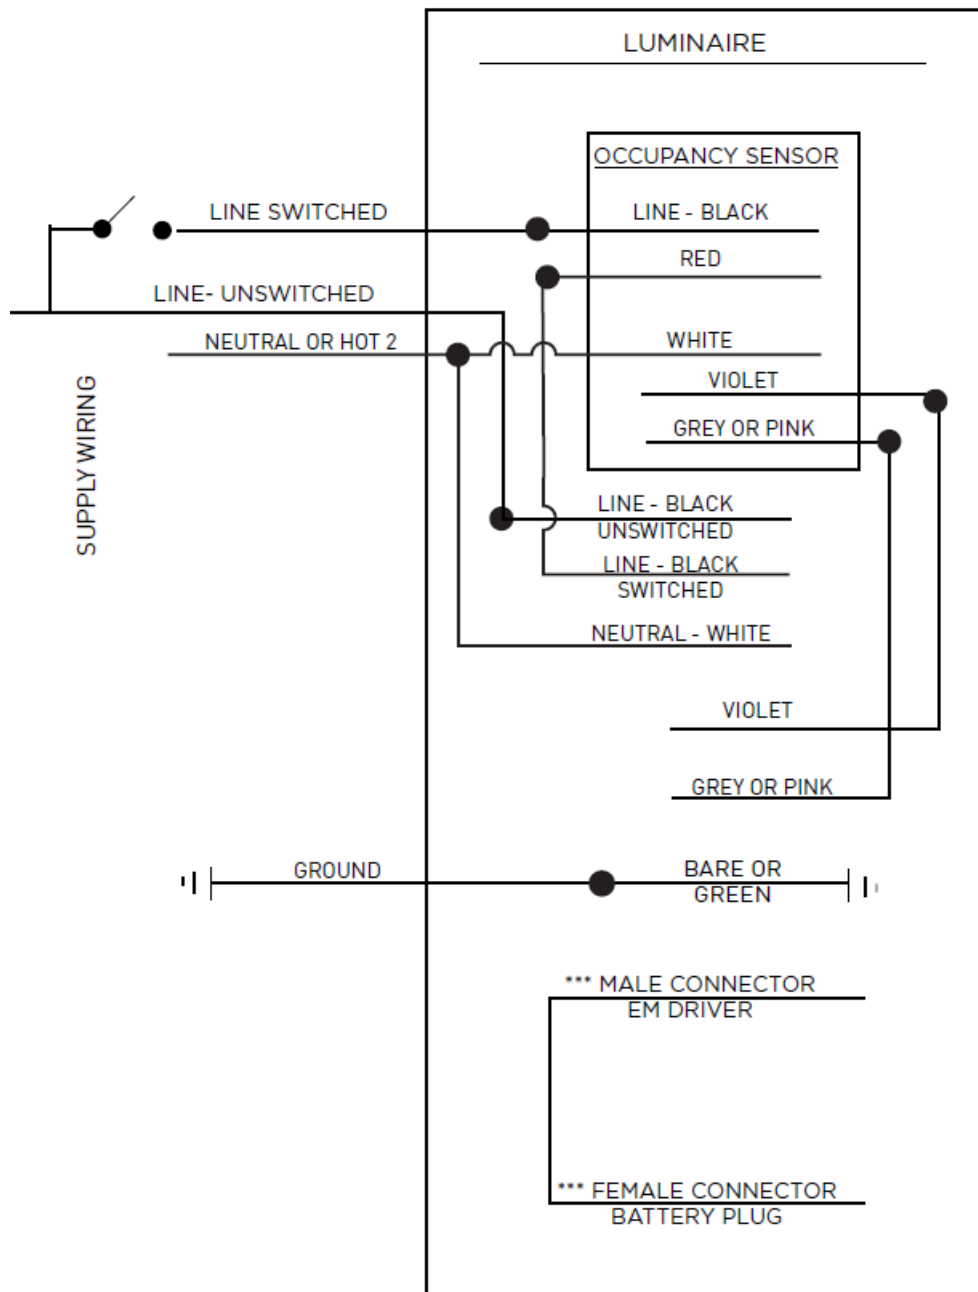 LUMINAIRE
OCCUPANCY SENSOR
LINE SWITCHED
LINE - BLACK
RED
LINE- UNSWITCHED
NEUTRAL OR HOT 2
WHITE
VIOLET
GREY OR PINK
SUPPLY WIRING
LINE - BLACK
UNSWITCHED
LINE - BLACK
SWITCHED
NEUTRAL - WHITE
VIOLET
GREY OR PINK
GROUND
BARE OR
GREEN
*** MALE CONNECTOR
EM DRIVER
*** FEMALE CONNECTOR
BATTERY PLUG